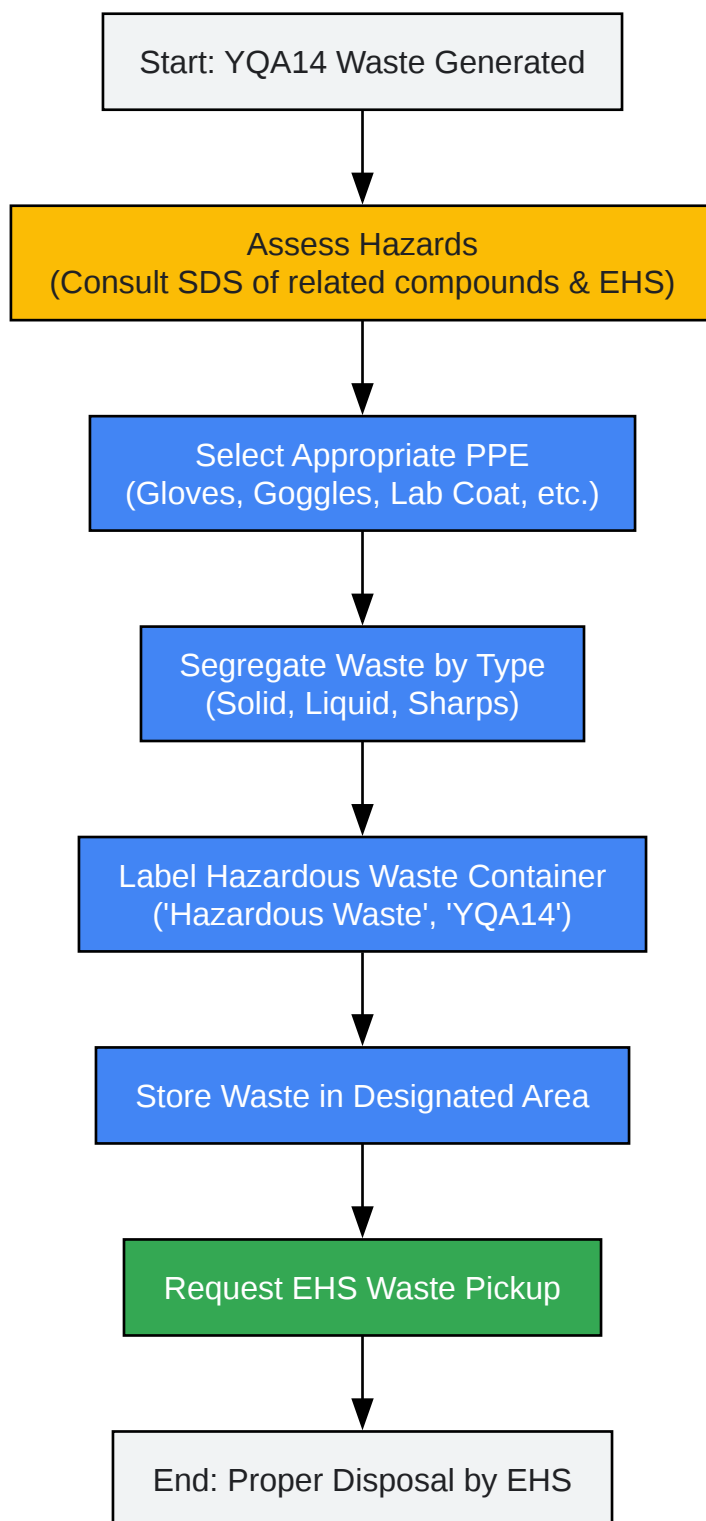 Start: YQA14 Waste Generated
Assess Hazards
(Consult SDS of related compounds & EHS)
Select Appropriate PPE
(Gloves, Goggles, Lab Coat, etc.)
Segregate Waste by Type
(Solid, Liquid, Sharps)
Label Hazardous Waste Container
('Hazardous Waste', 'YQA14')
Store Waste in Designated Area
Request EHS Waste Pickup
End: Proper Disposal by EHS